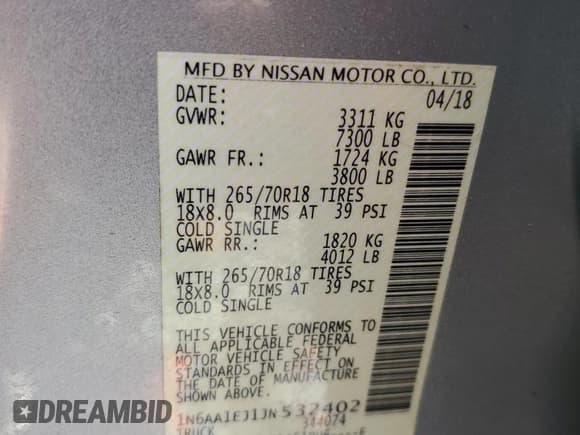 MFD BY NISSAN MOTOR CO., LTD.
DATE: 04/18
GVWR: 3311 KG
7300 LB
GAWR FR.: 1724 KG
3800 LB
WITH 265/70R18 TIRES
18X8.0 RIMS AT 39 PSI
COLD SINGLE
GAWR RR.: 1820 KG
4012 LB
WITH 265/70R18 TIRES
18X8.0 RIMS AT 39 PSI
COLD SINGLE
THIS VEHICLE CONFORMS TO
ALL APPLICABLE FEDERAL
MOTOR VEHICLE SAFETY
STANDARDS IN EFFECT ON
THE DATE OF MANUFACTURE
SHOWN ABOVE.
1N6AA1EJ1JN532402
TRUCK 344074
DREAMBID
DREAMBID